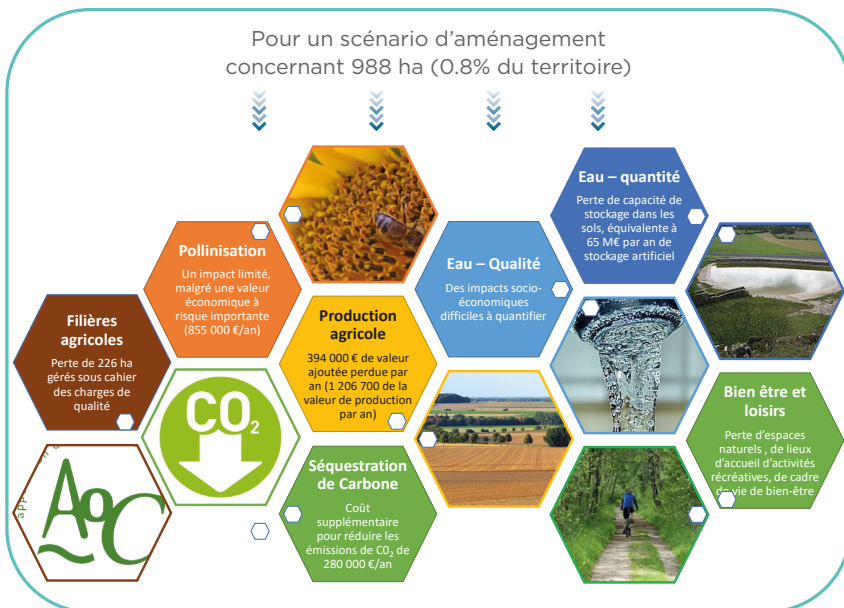 Pour un scénario d'aménagement
concernant 988 ha (0.8% du territoire)
Eau – quantité
Perte de capacité de
stockage dans les
sols, équivalente à
65 M€ par an de
stockage artificiel
Pollinisation
Un impact limité,
malgré une valeur
économique à
risque importante
(855 000 €/an)
Eau – Qualité
Des impacts socio-
économiques
difficiles à quantifier
Filières
agricoles
Perte de 226 ha
gérés sous cahier
des charges de
qualité
Production
agricole
394 000 € de valeur
ajoutée perdue par
an (1 206 700 de la
valeur de production
par an)
Bien être et
loisirs
Perte d'espaces
naturels , de lieux
d'accueil d'activités
récréatives, de cadre
de vie de bien-être
CO2
Séquestration
de Carbone
Coût
supplémentaire
pour réduire les
émissions de C02 de
280 000 €/an
AOC